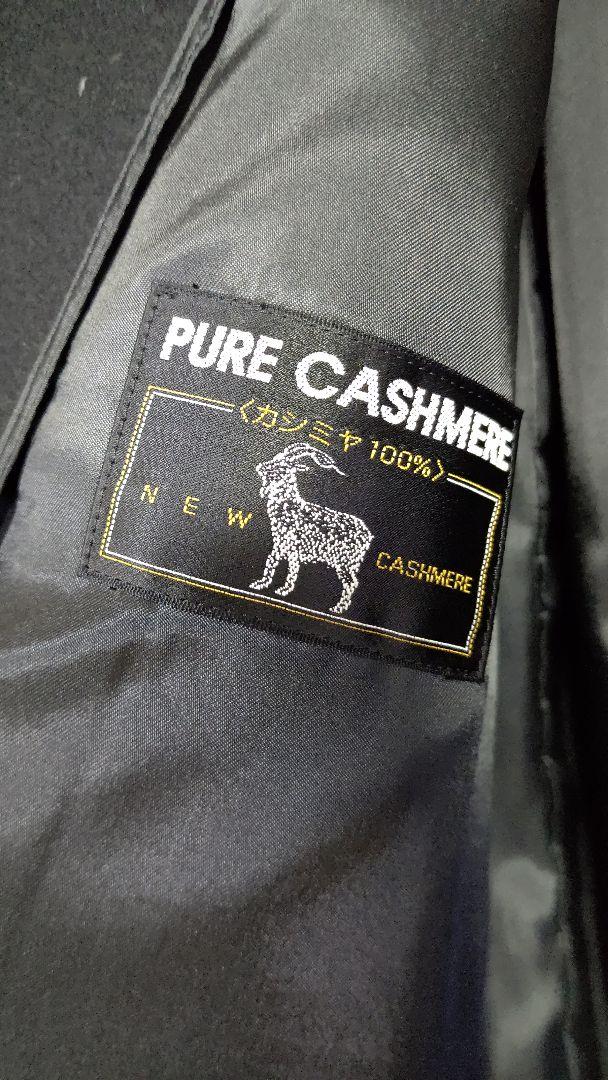 PURE CASHMERE
〈カシミヤ100%〉
NEW CASHMERE